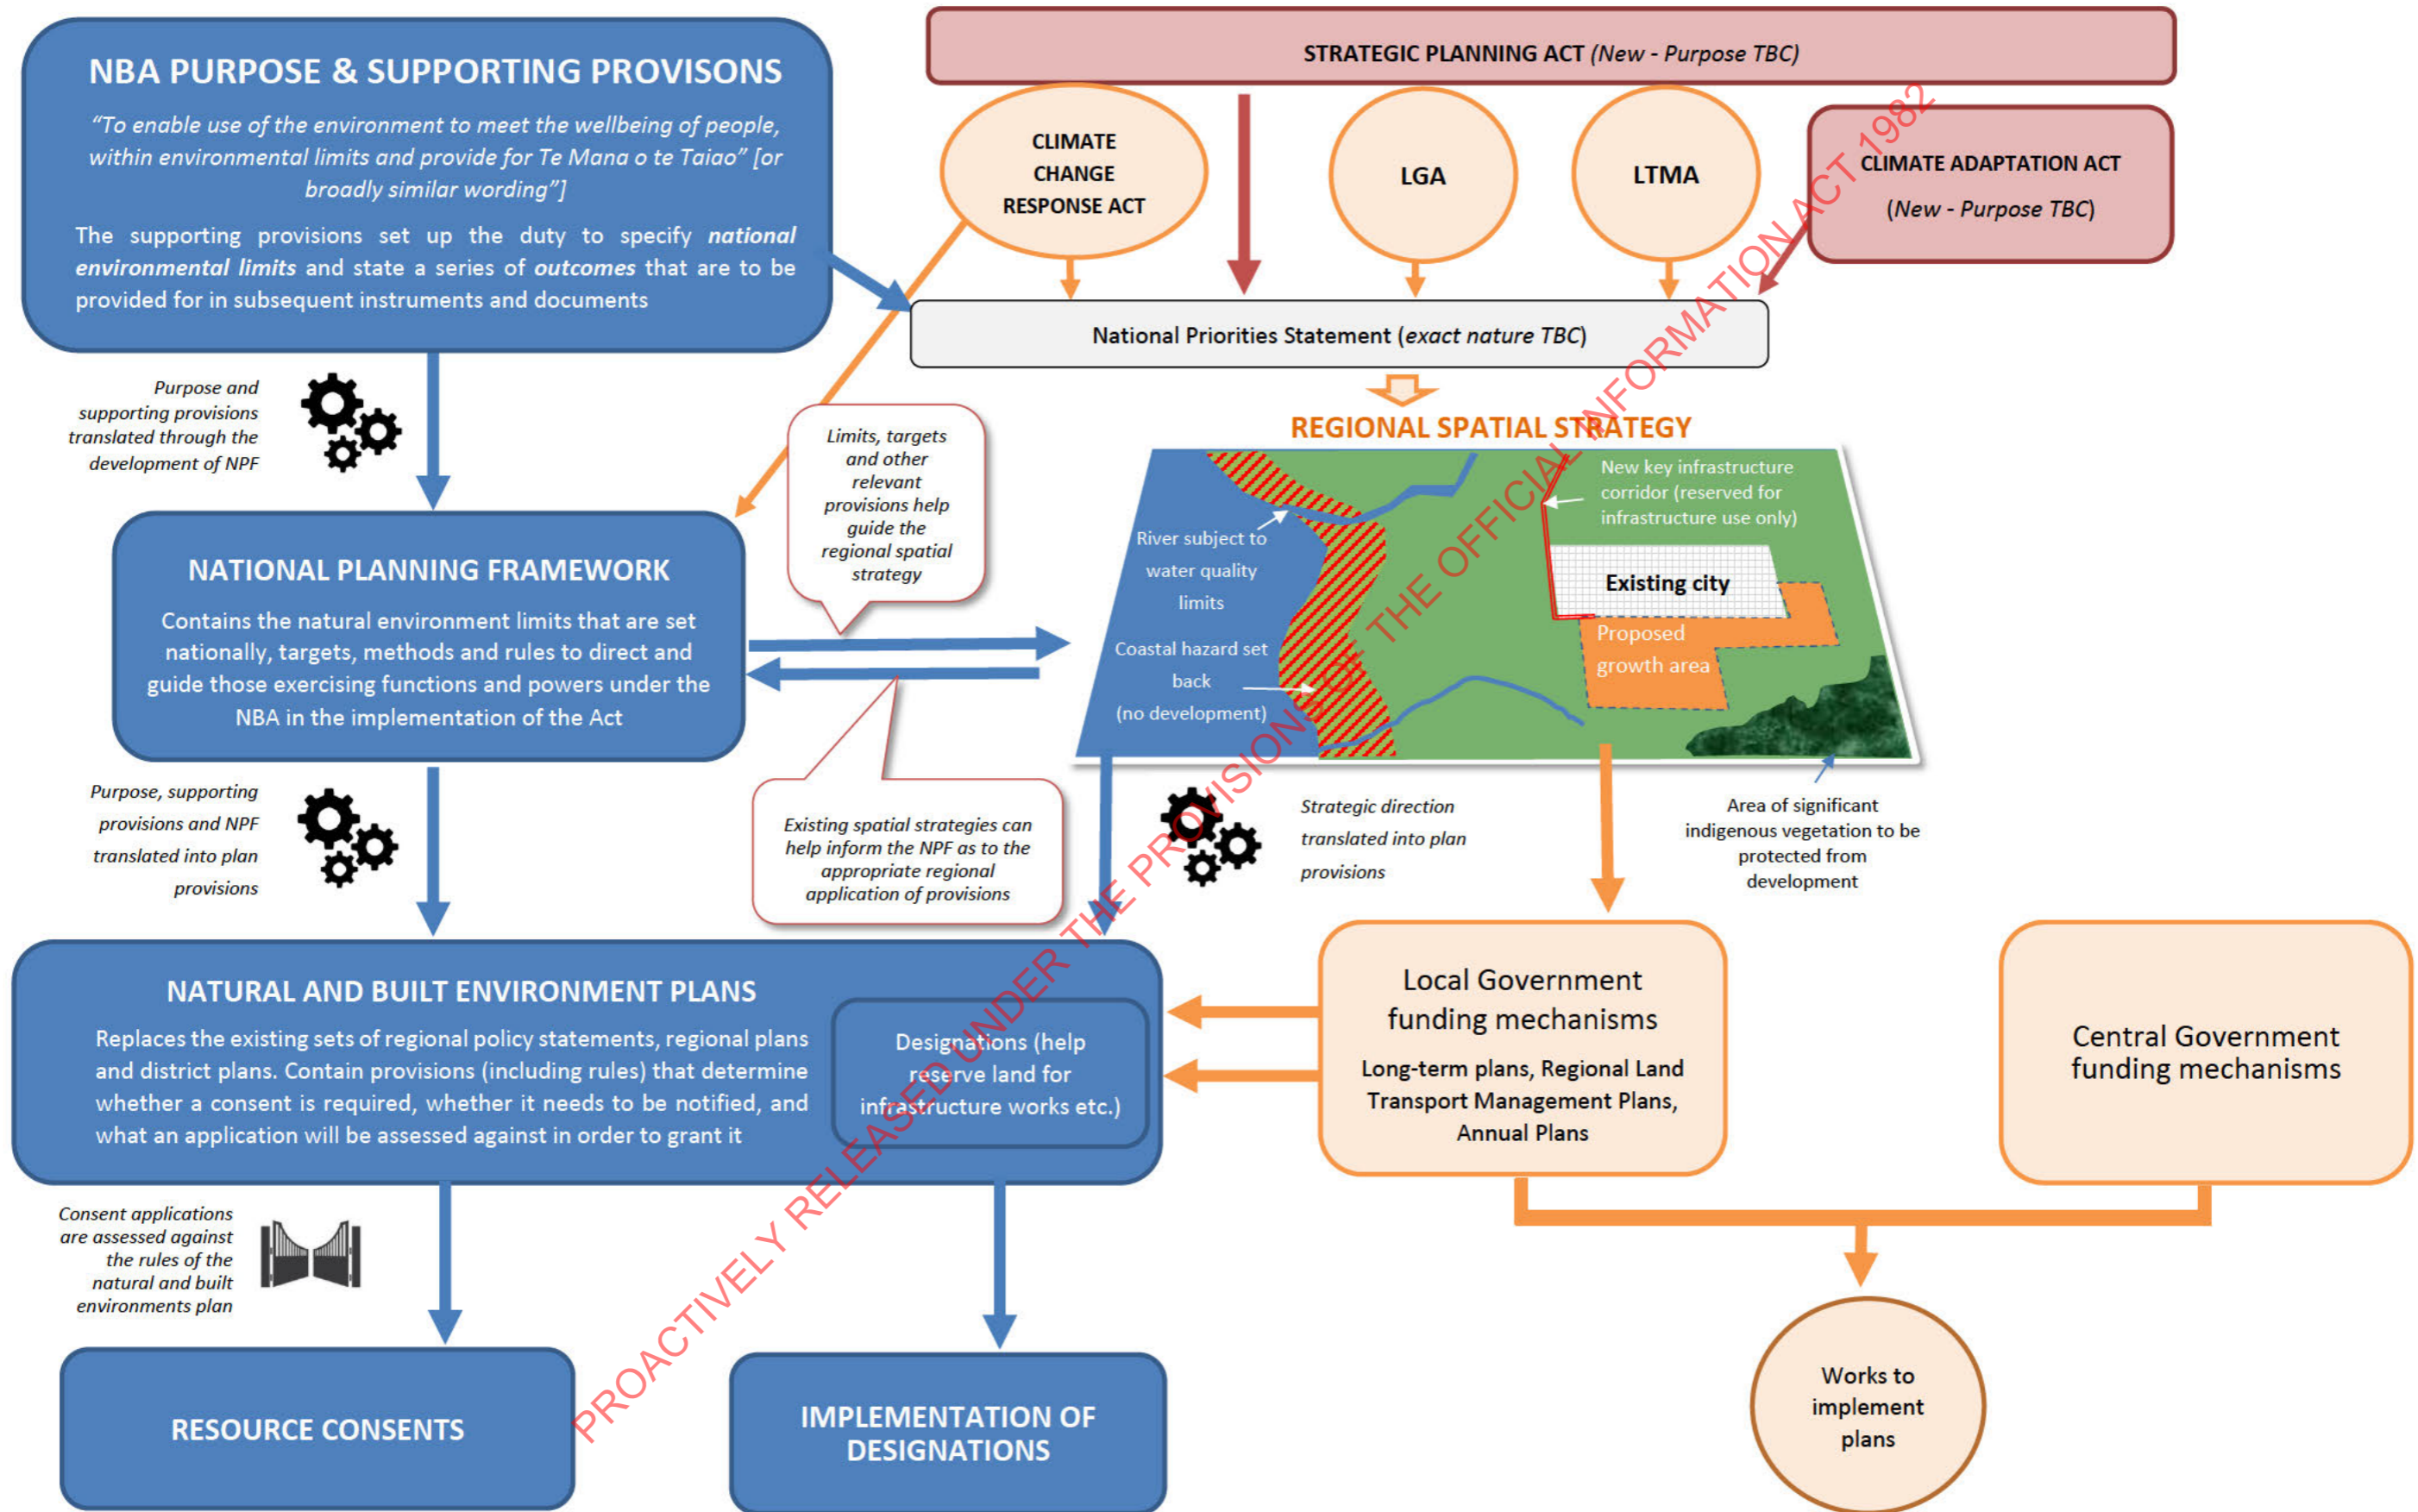 NBA PURPOSE & SUPPORTING PROVISONS
“To enable use of the environment to meet the wellbeing of people,
within environmental limits and provide for Te Mana o te Taiao” [or
broadly similar wording”]
The supporting provisions set up the duty to specify national
environmental limits and state a series of outcomes that are to be
provided for in subsequent instruments and documents
STRATEGIC PLANNING ACT (New - Purpose TBC)
CLIMATE
CHANGE
RESPONSE ACT
LGA
LTMA
CLIMATE ADAPTATION ACT
(New - Purpose TBC)
National Priorities Statement (exact nature TBC)
Purpose and
supporting provisions
translated through the
development of NPF
Limits, targets
and other
relevant
provisions help
guide the
regional spatial
strategy
REGIONAL SPATIAL STRATEGY
New key infrastructure
corridor (reserved for
infrastructure use only)
River subject to
water quality
limits
Existing city
Coastal hazard set
back
(no development)
Proposed
growth area
NATIONAL PLANNING FRAMEWORK
Contains the natural environment limits that are set
nationally, targets, methods and rules to direct and
guide those exercising functions and powers under the
NBA in the implementation of the Act
Purpose, supporting
provisions and NPF
translated into plan
provisions
Existing spatial strategies can
help inform the NPF as to the
appropriate regional
application of provisions
Strategic direction
translated into plan
provisions
Area of significant
indigenous vegetation to be
protected from
development
NATURAL AND BUILT ENVIRONMENT PLANS
Replaces the existing sets of regional policy statements, regional plans
and district plans. Contain provisions (including rules) that determine
whether a consent is required, whether it needs to be notified, and
what an application will be assessed against in order to grant it
Designations (help
reserve land for
infrastructure works etc.)
Local Government
funding mechanisms
Long-term plans, Regional Land
Transport Management Plans,
Annual Plans
Central Government
funding mechanisms
Consent applications
are assessed against
the rules of the
natural and built
environments plan
RESOURCE CONSENTS
IMPLEMENTATION OF
DESIGNATIONS
Works to
implement
plans
PROACTIVELY RELEASED UNDER THE PROVISIONS OF THE OFFICIAL INFORMATION ACT 1982